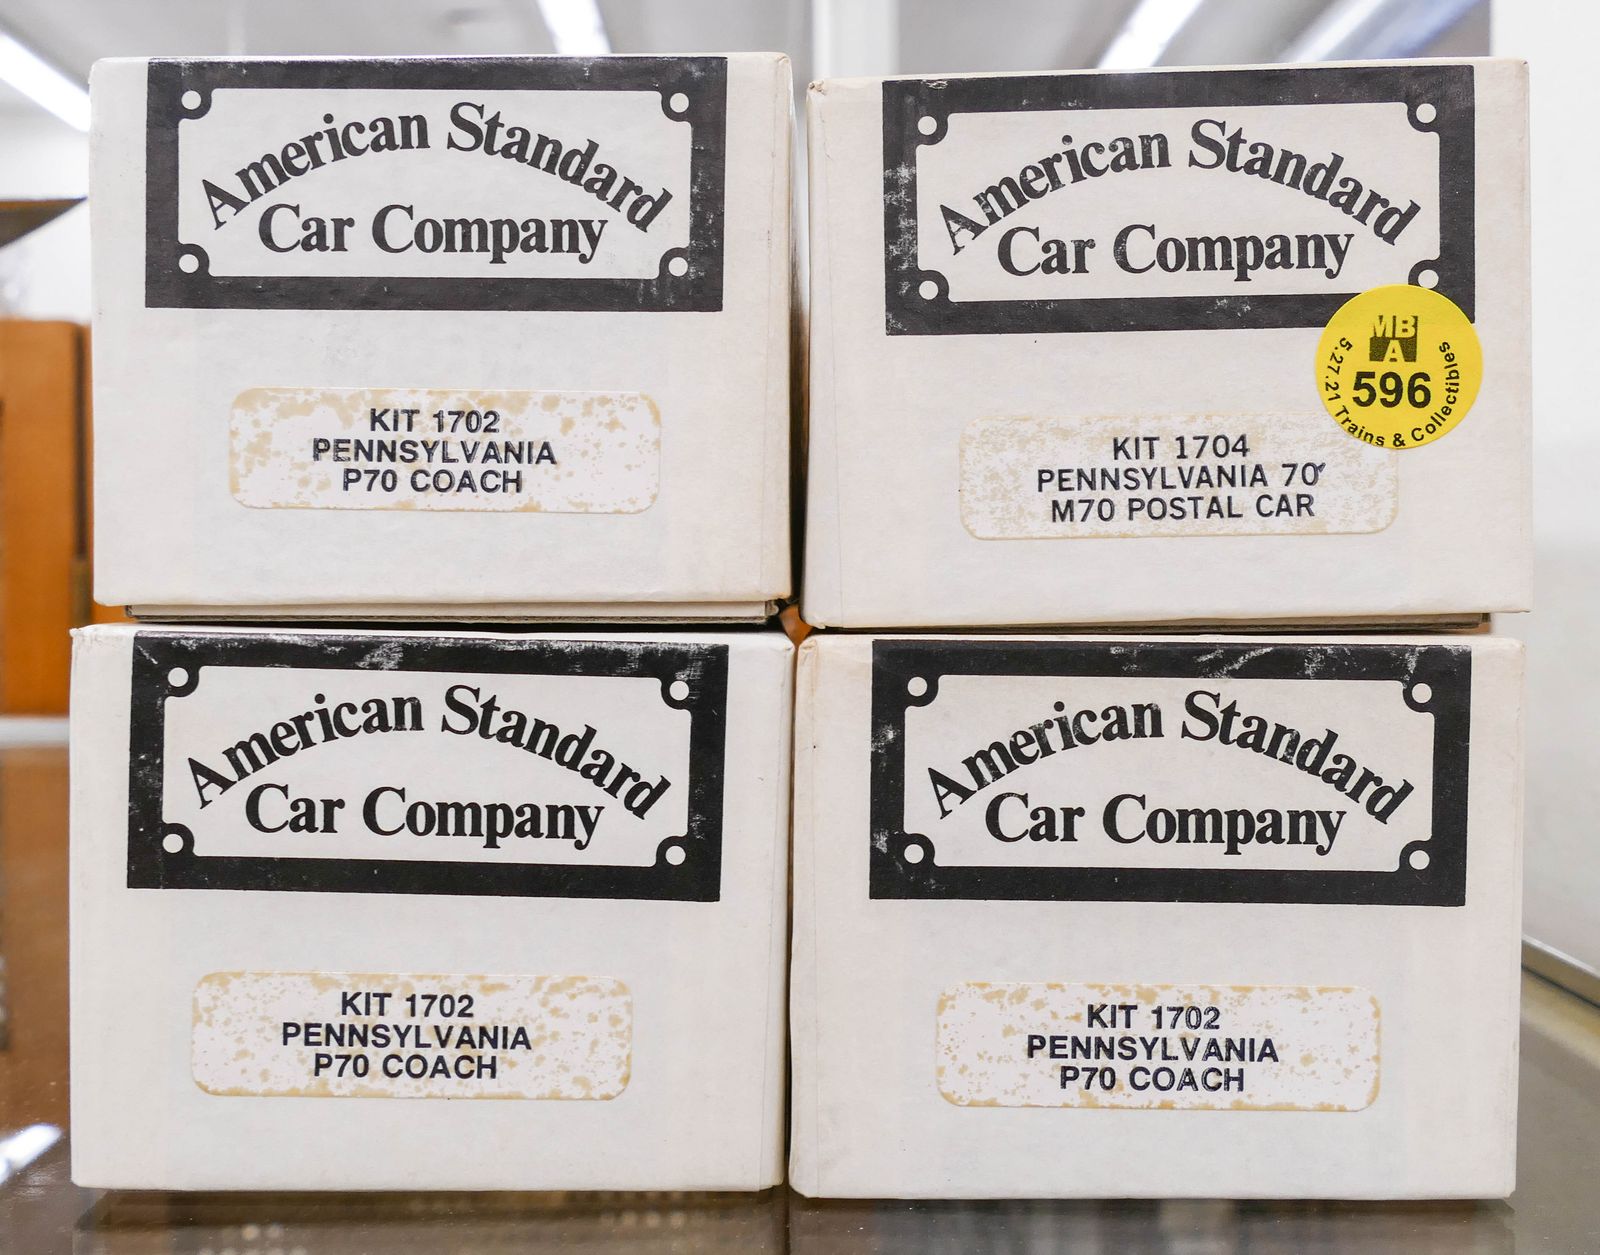 American Standard
Car Company
KIT 1702
PENNSYLVANIA
P70 COACH
American Standard
Car Company
MB
A
596
5.27.21 Trains & Collectibles
KIT 1704
PENNSYLVANIA 70'
M70 POSTAL CAR
American Standard
Car Company
KIT 1702
PENNSYLVANIA
P70 COACH
American Standard
Car Company
KIT 1702
PENNSYLVANIA
P70 COACH